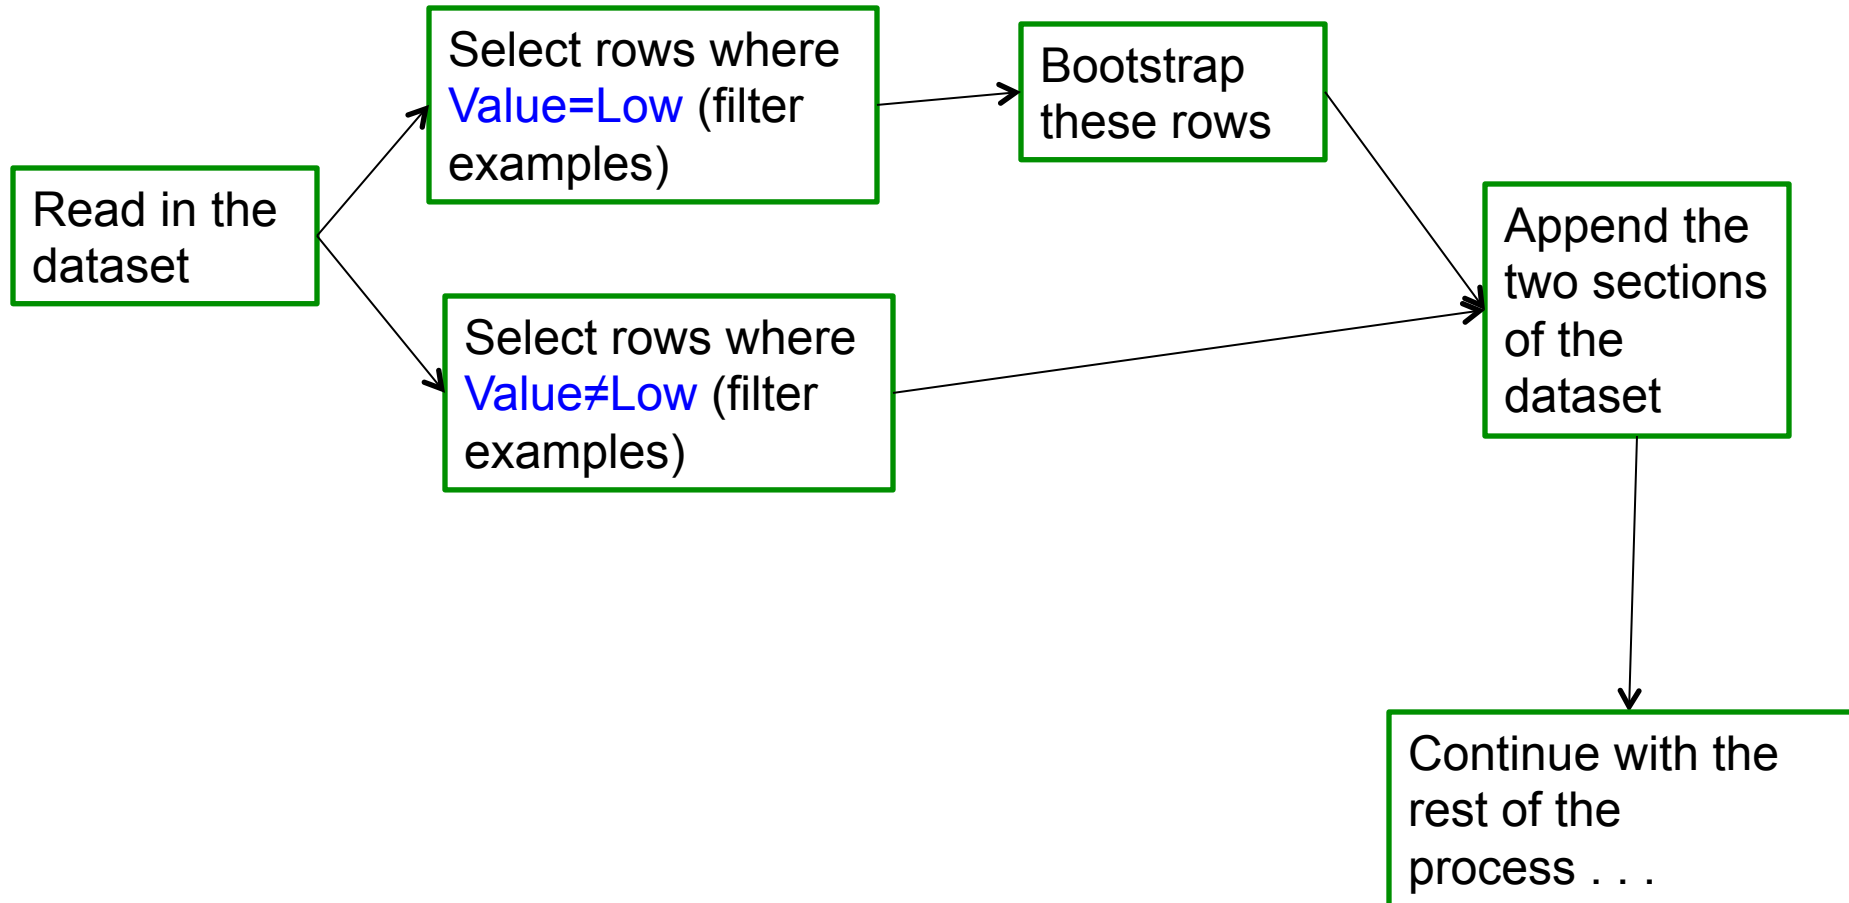 Read in the
dataset
Select rows where
Value=Low (filter
examples)
Bootstrap
these rows
Select rows where
Value≠Low (filter
examples)
Append the
two sections
of the
dataset
Continue with the
rest of the
process . . .